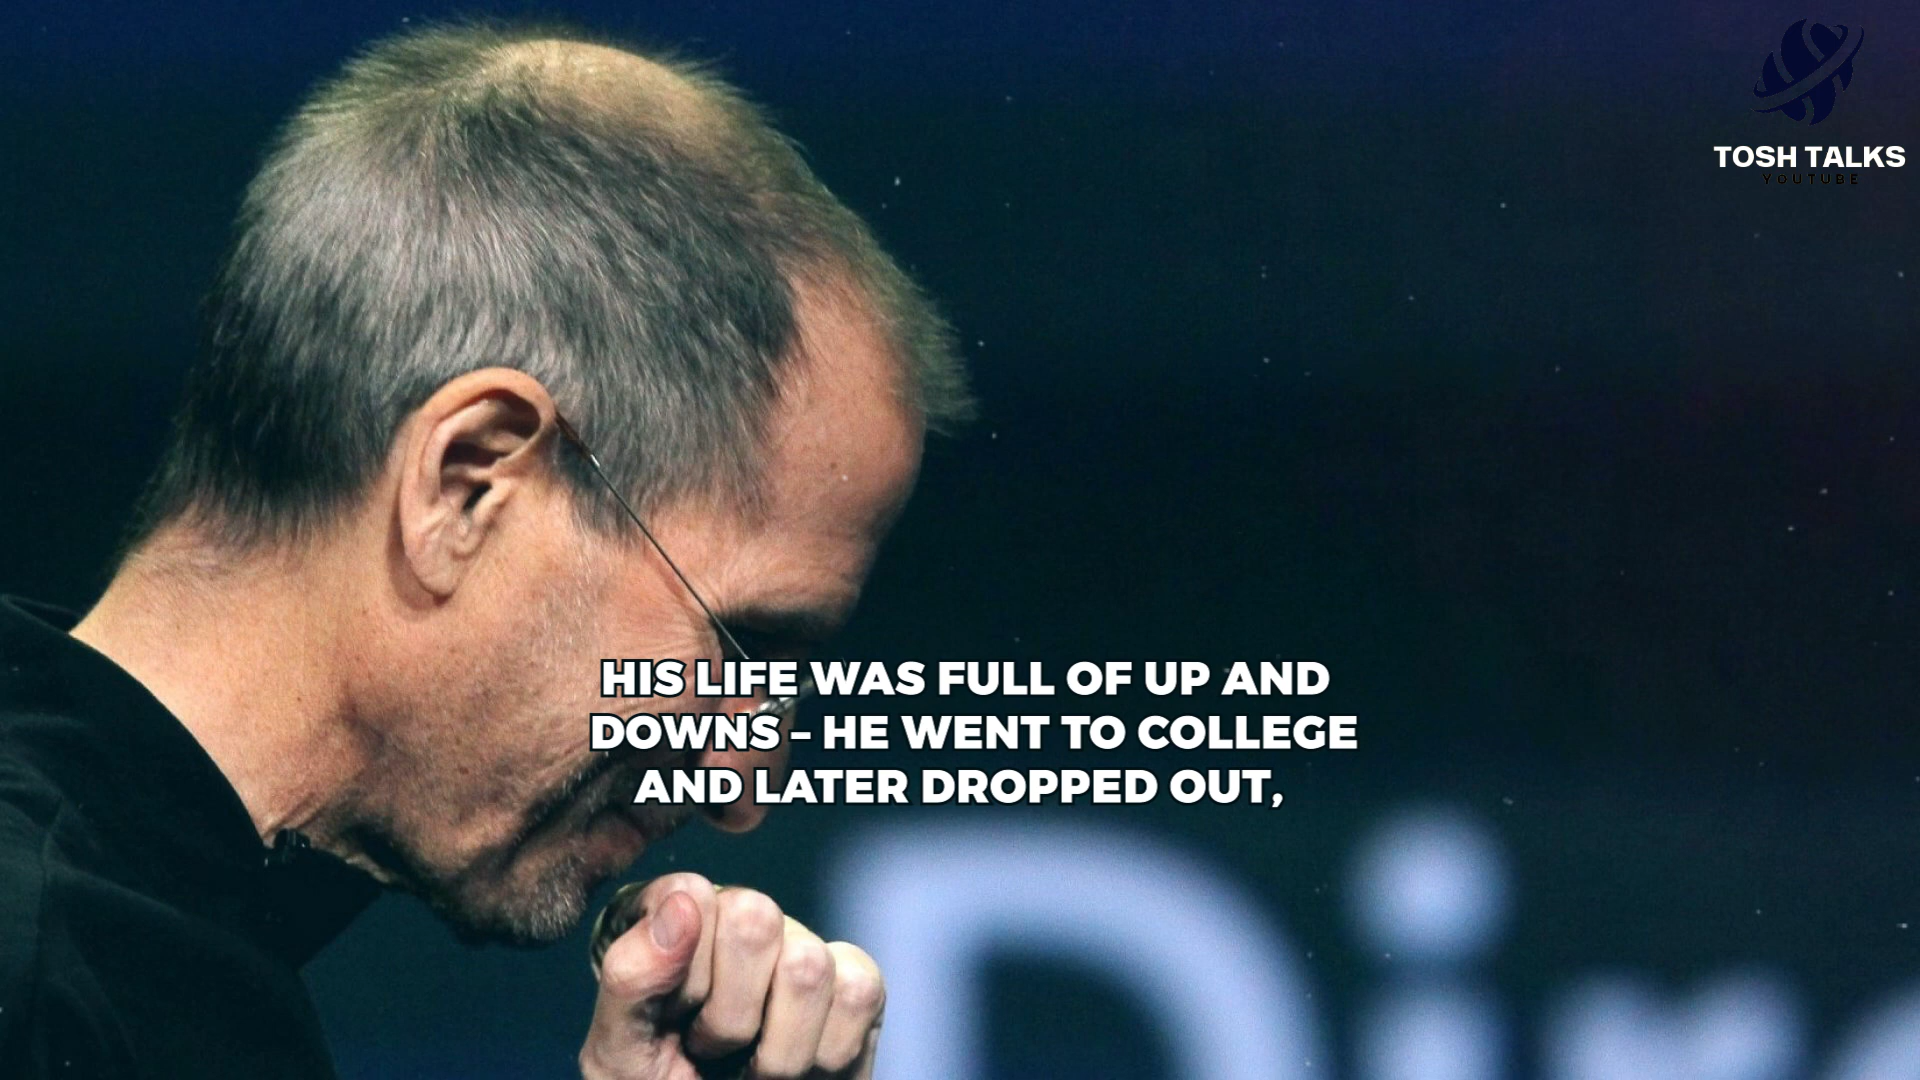 TOSH TALKS
YOUTUBE
HIS LIFE WAS FULL OF UP AND
DOWNS – HE WENT TO COLLEGE
AND LATER DROPPED OUT,